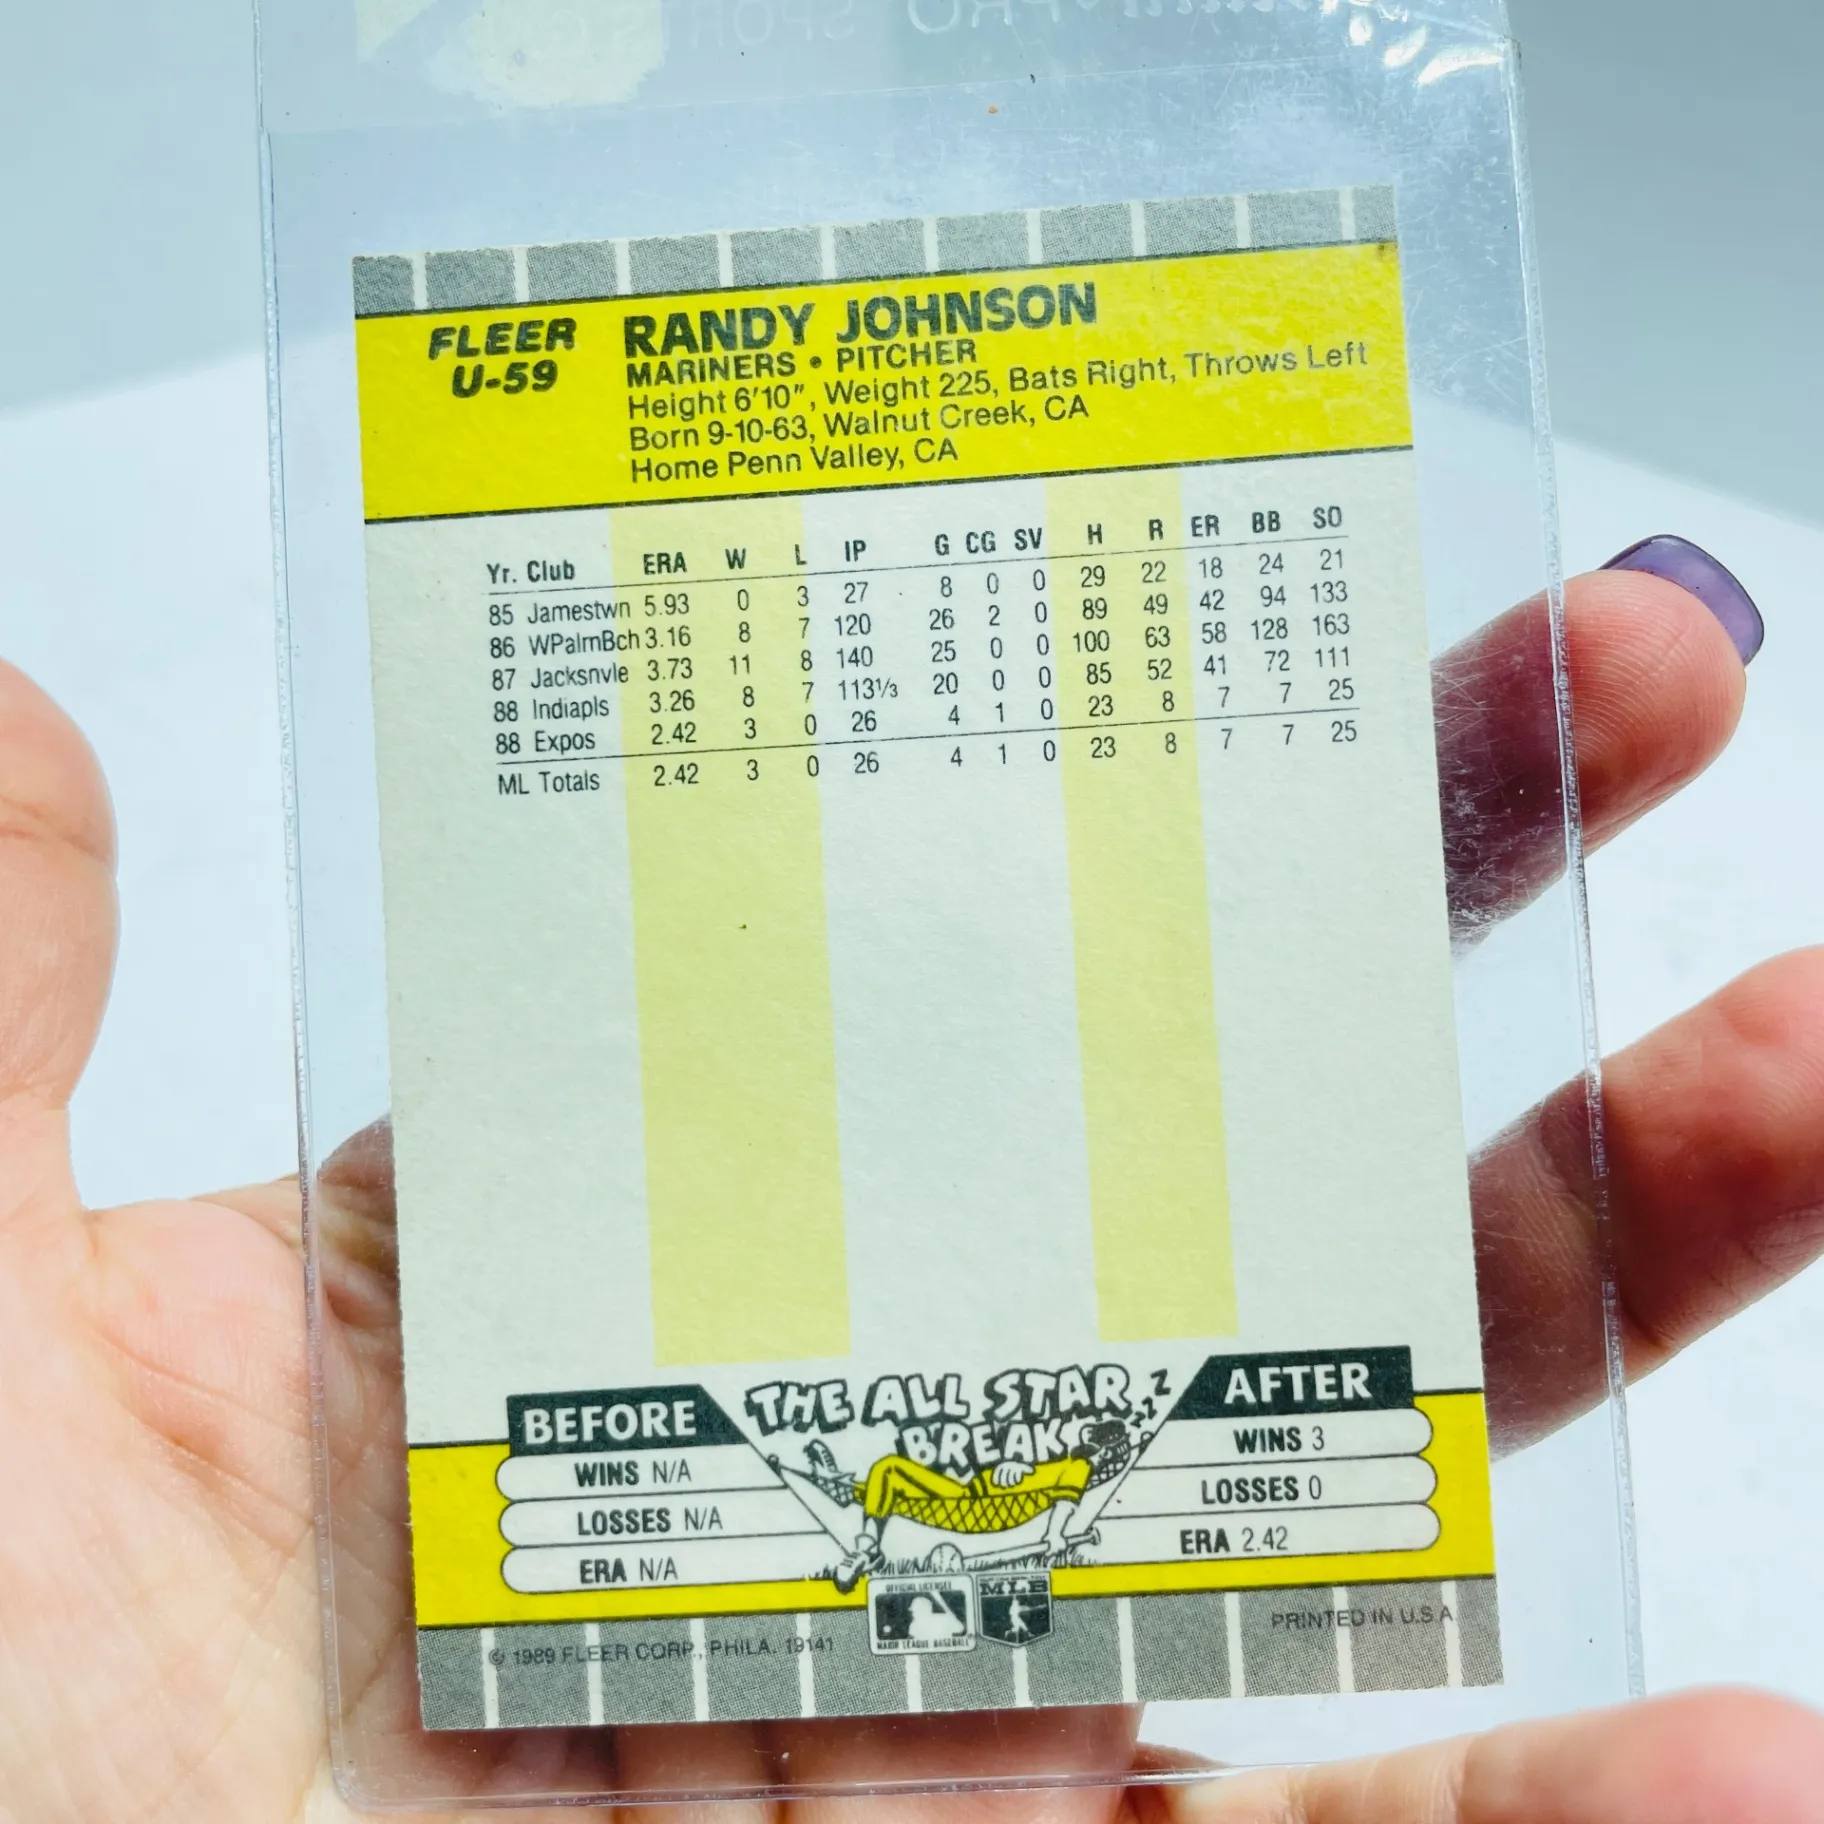 FLEER
U-59
RANDY JOHNSON
MARINERS • PITCHER
Height 6'10", Weight 225, Bats Right, Throws Left
Born 9-10-63, Walnut Creek, CA
Home Penn Valley, CA
Yr. Club ERA W L IP G CG SV H R ER BB SO
85 Jamestwn 5.93 0 3 27 8 0 0 29 22 18 24 21
86 WPalmBch 3.16 8 7 120 26 2 0 89 49 42 94 133
87 Jacksnvle 3.73 11 8 140 25 0 0 100 63 58 128 163
88 Indiapls 3.26 8 7 113⅓ 20 0 0 85 52 41 72 111
88 Expos 2.42 3 0 26 4 1 0 23 8 7 7 25
ML Totals 2.42 3 0 26 4 1 0 23 8 7 7 25
THE ALL STAR
BREAK
ZZZ
BEFORE
WINS N/A
LOSSES N/A
ERA N/A
AFTER
WINS 3
LOSSES 0
ERA 2.42
OFFICIAL LICENSEE
MAJOR LEAGUE BASEBALL
MLB
© 1989 FLEER CORP., PHILA. 19141
PRINTED IN U.S.A.